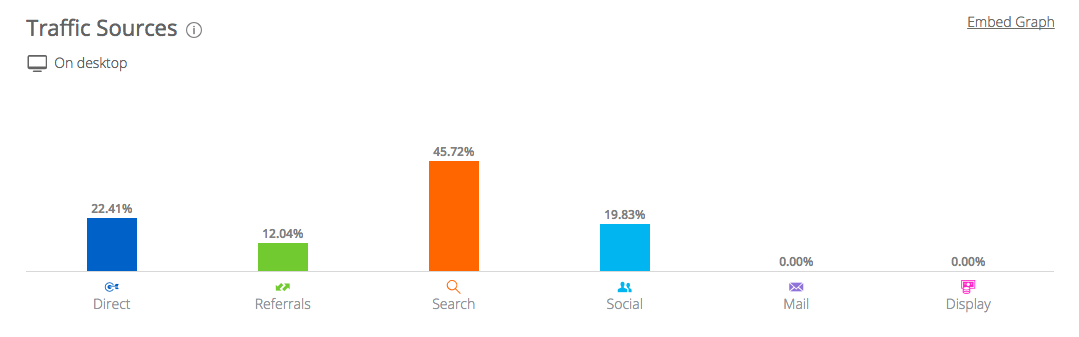 Traffic Sources
Embed Graph
On desktop
22.41%
12.04%
45.72%
19.83%
0.00%
0.00%
Direct
Referrals
Search
Social
Mail
Display